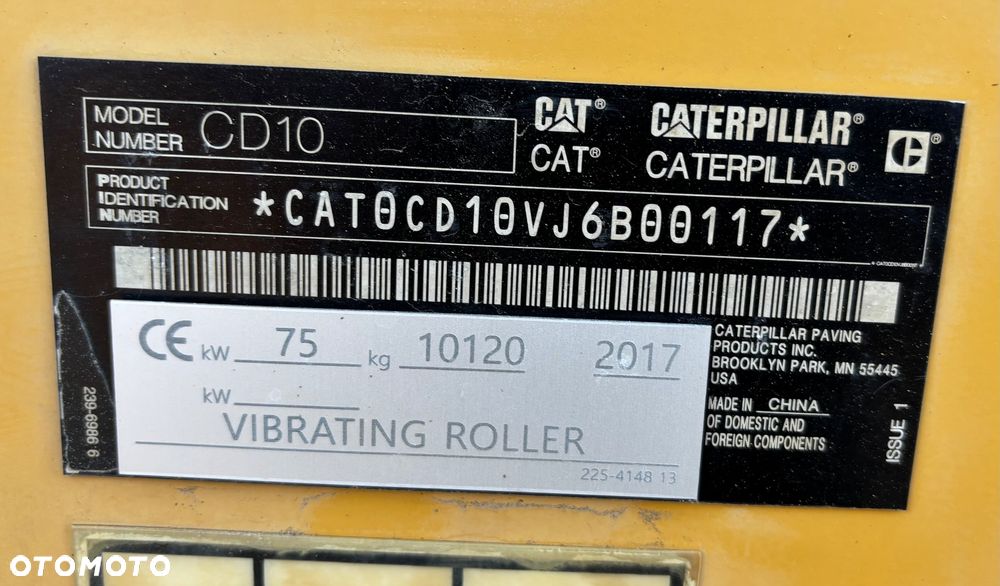 MODEL
NUMBER CD10
CAT® CATERPILLAR®
CAT® CATERPILLAR® ®
PRODUCT
IDENTIFICATION
NUMBER
*CAT0CD10VJ6B00117*
CE kW 75 kg 10120 2017
kW
VIBRATING ROLLER
225-4148 13
CATERPILLAR PAVING
PRODUCTS INC.
BROOKLYN PARK, MN 55445
USA
MADE IN CHINA
OF DOMESTIC AND
FOREIGN COMPONENTS
ISSUE 1
239-6986 6
OTOMOTO